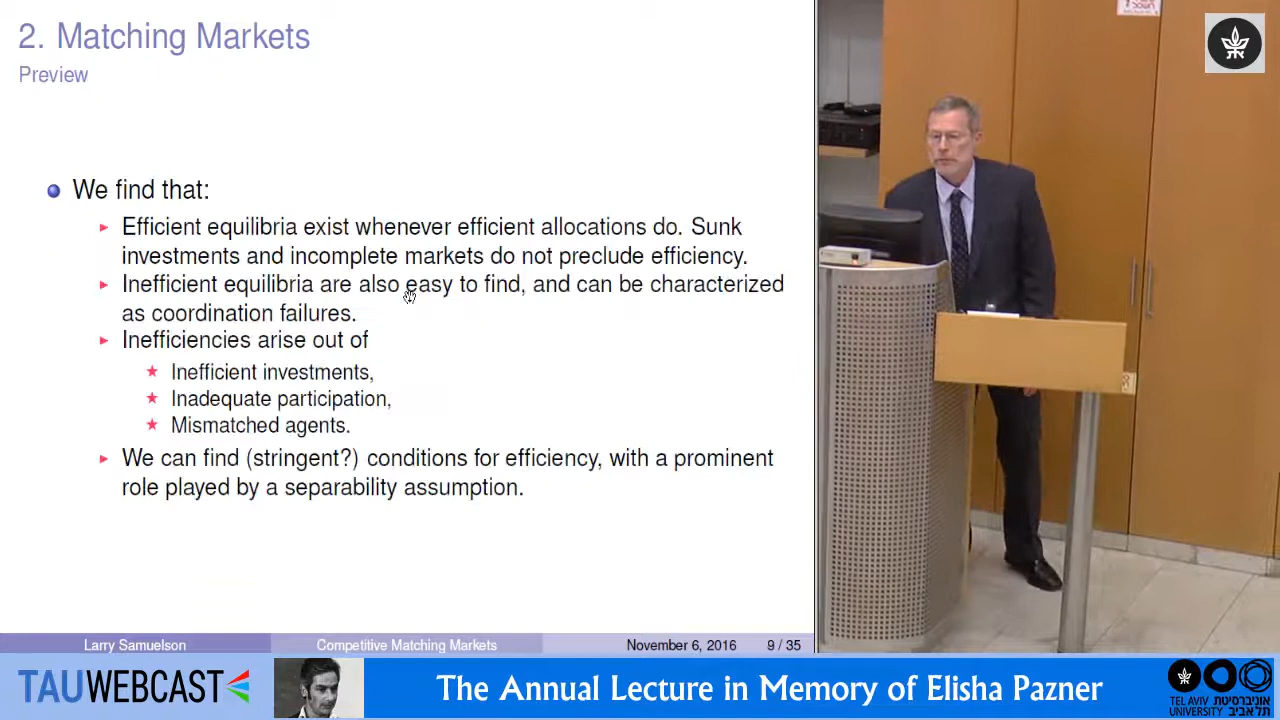 2. Matching Markets
Preview
We find that:
Efficient equilibria exist whenever efficient allocations do. Sunk
investments and incomplete markets do not preclude efficiency.
Inefficient equilibria are also easy to find, and can be characterized
as coordination failures.
Inefficiencies arise out of
Inefficient investments,
Inadequate participation,
Mismatched agents.
We can find (stringent?) conditions for efficiency, with a prominent
role played by a separability assumption.
Larry Samuelson
Competitive Matching Markets
November 6, 2016
9 / 35
TAUWEBCAST
The Annual Lecture in Memory of Elisha Pazner
TEL AVIV אוניברסיטת
UNIVERSITY תל אביב